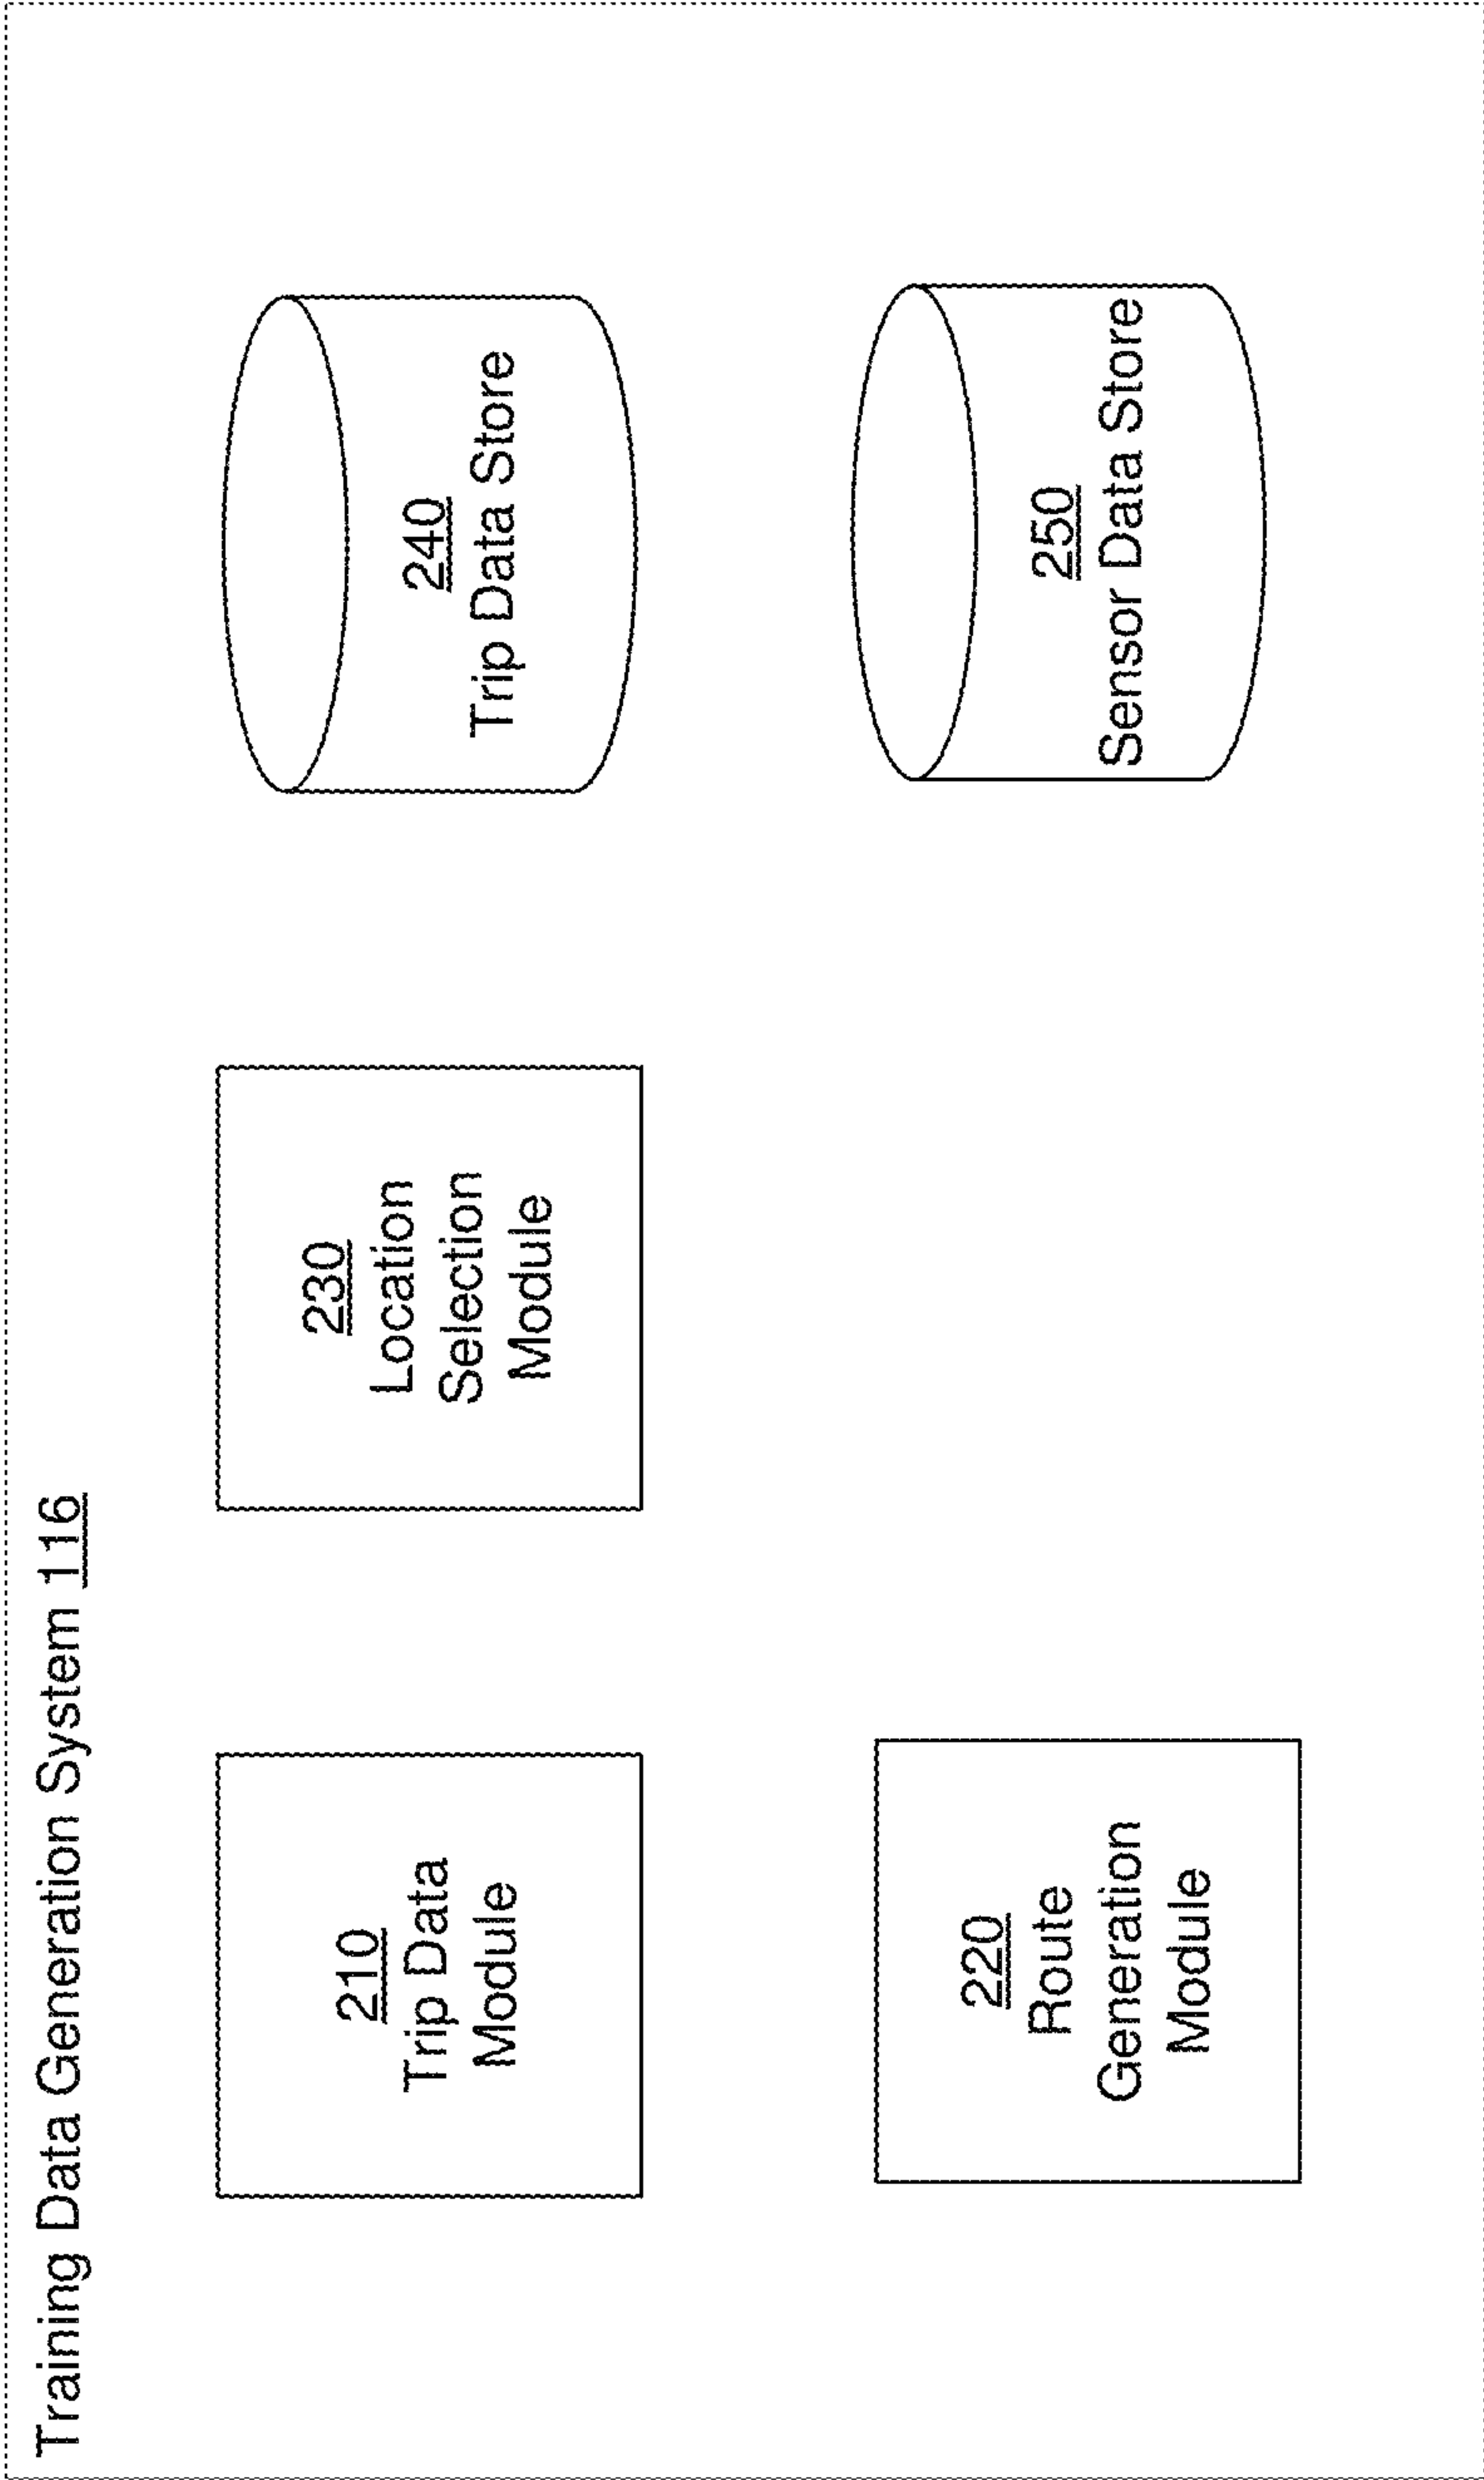 Training Data Generation System 116
210
Trip Data
Module
230
Location
Selection
Module
240
Trip Data Store
220
Route
Generation
Module
250
Sensor Data Store